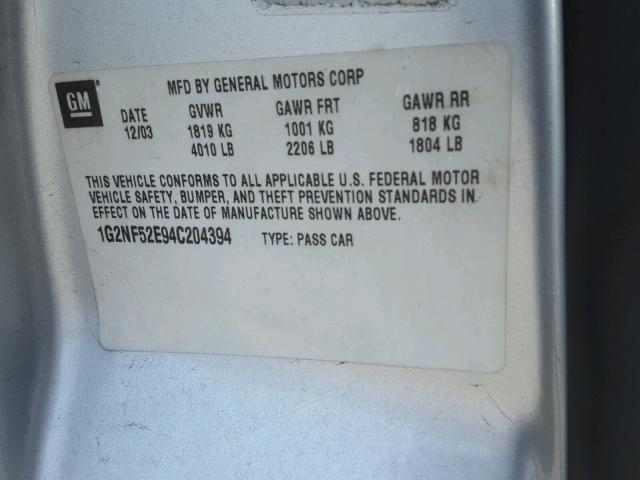 MFD BY GENERAL MOTORS CORP
GM
DATE GVWR GAWR FRT GAWR RR
12/03 1819 KG 1001 KG 818 KG
4010 LB 2206 LB 1804 LB
THIS VEHICLE CONFORMS TO ALL APPLICABLE U.S. FEDERAL MOTOR
VEHICLE SAFETY, BUMPER, AND THEFT PREVENTION STANDARDS IN
EFFECT ON THE DATE OF MANUFACTURE SHOWN ABOVE.
1G2NF52E94C204394 TYPE: PASS CAR